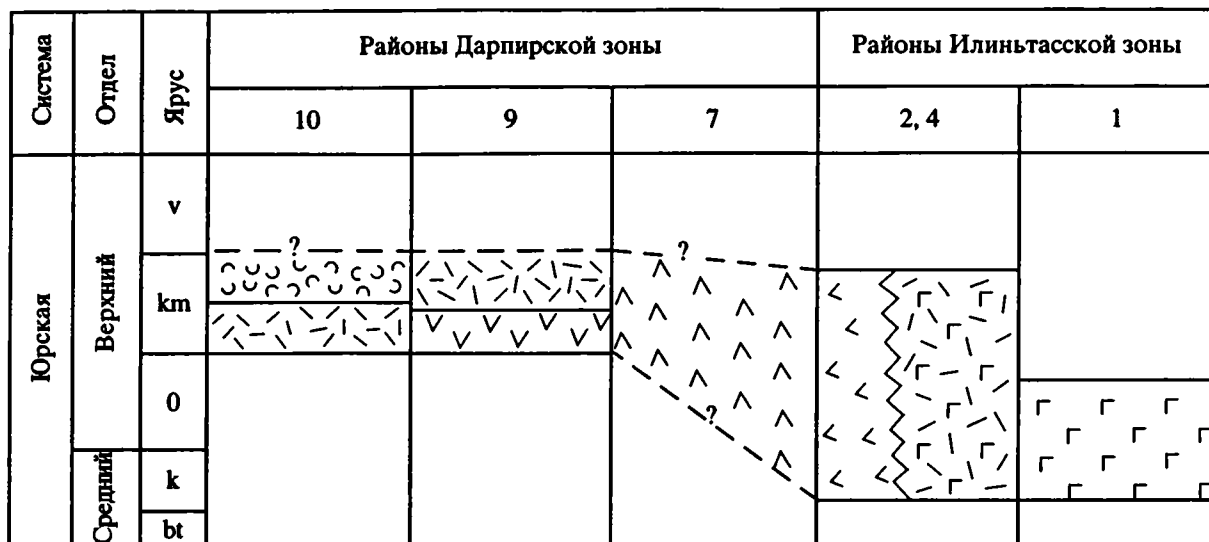 Система
Отдел
Ярус
Районы Дарпирской зоны
Районы Илиньтасской зоны
10
9
7
2, 4
1
Юрская
Верхний
Средний
v
km
0
k
bt
?
?
?